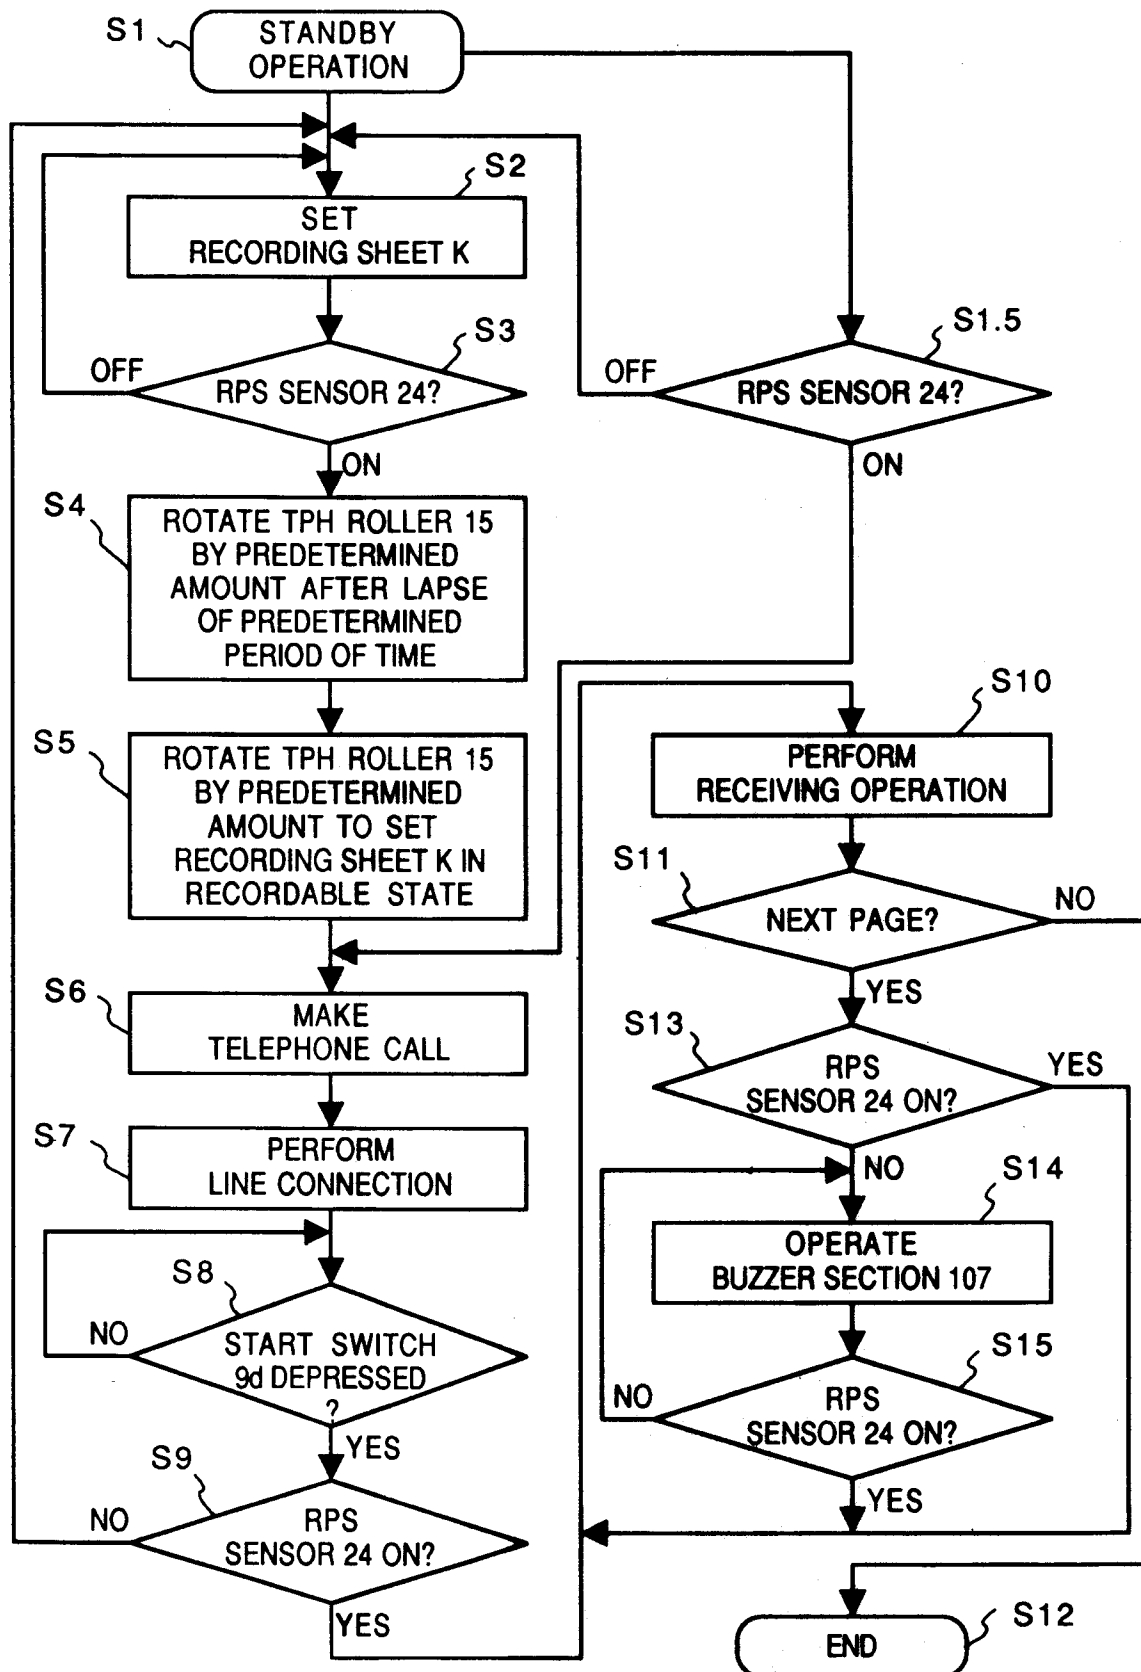 S1
STANDBY
OPERATION
S2
SET
RECORDING SHEET K
S3
OFF
RPS SENSOR 24?
ON
S1.5
OFF
RPS SENSOR 24?
ON
S4
ROTATE TPH ROLLER 15
BY PREDETERMINED
AMOUNT AFTER LAPSE
OF PREDETERMINED
PERIOD OF TIME
S5
ROTATE TPH ROLLER 15
BY PREDETERMINED
AMOUNT TO SET
RECORDING SHEET K IN
RECORDABLE STATE
S6
MAKE
TELEPHONE CALL
S7
PERFORM
LINE CONNECTION
S8
NO
START SWITCH
9d DEPRESSED
?
YES
S9
NO
RPS
SENSOR 24 ON?
YES
S10
PERFORM
RECEIVING OPERATION
S11
NEXT PAGE?
NO
YES
S13
RPS
SENSOR 24 ON?
YES
NO
S14
OPERATE
BUZZER SECTION 107
S15
NO
RPS
SENSOR 24 ON?
YES
S12
END